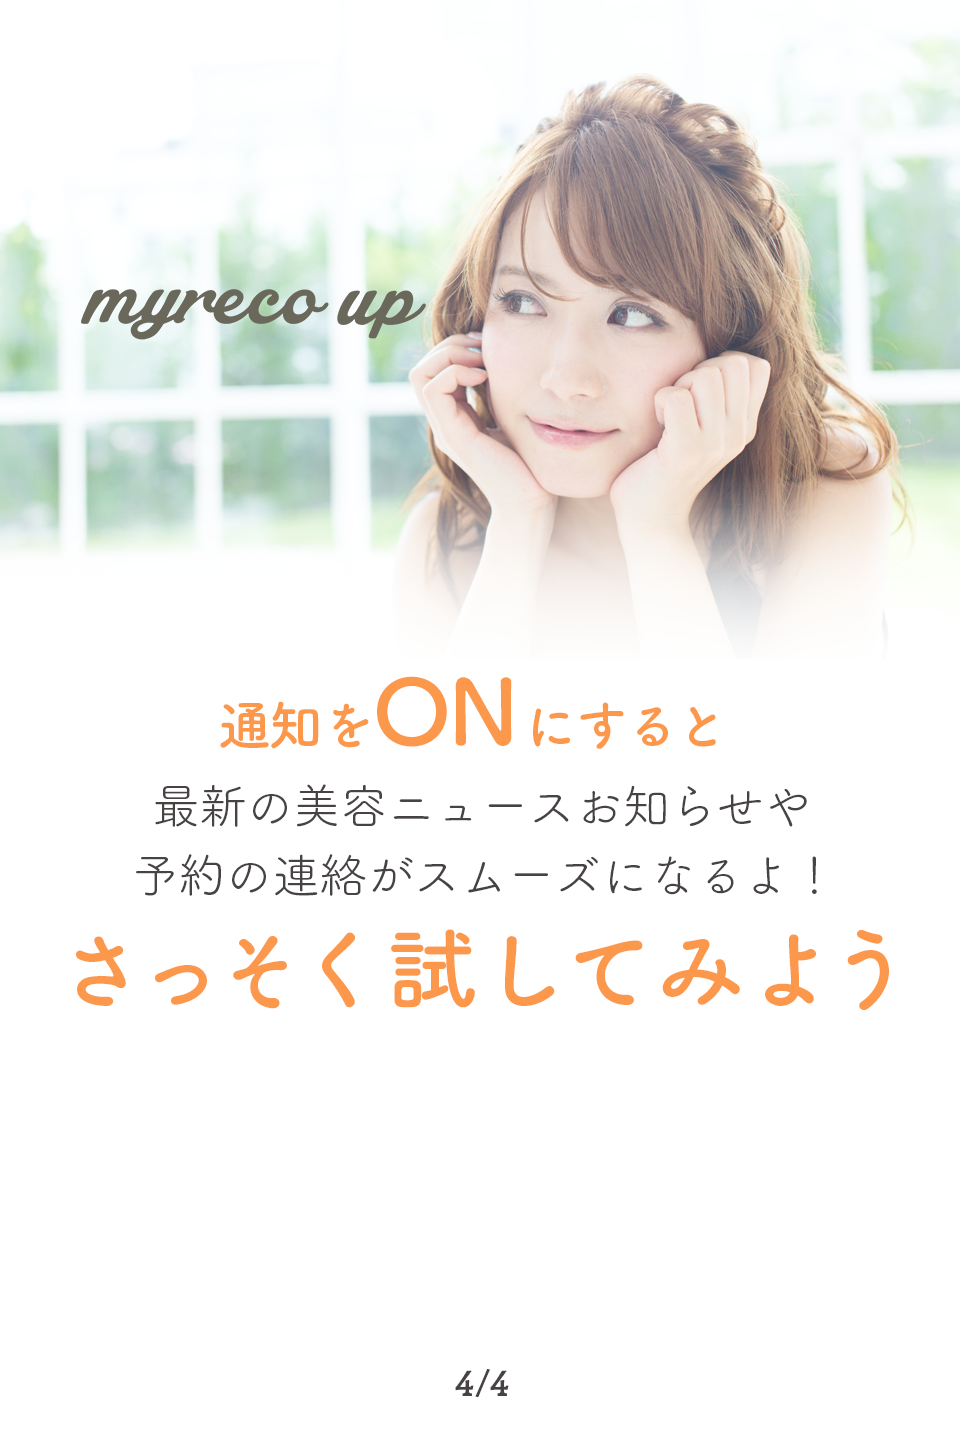 myreco up
通知をONにすると
最新の美容ニュースお知らせや
予約の連絡がスムーズになるよ！
さっそく試してみよう
4/4